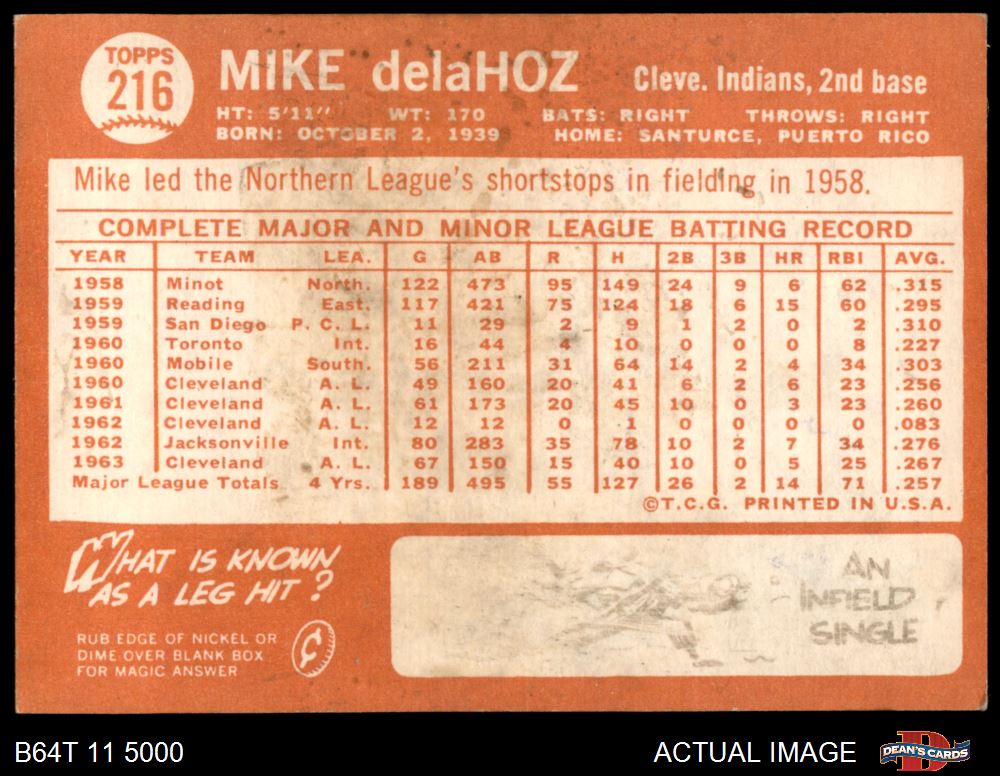 TOPPS
216
MIKE delaHOZ Cleve. Indians, 2nd base
HT: 5'11" WT: 170 BATS: RIGHT THROWS: RIGHT
BORN: OCTOBER 2, 1939 HOME: SANTURCE, PUERTO RICO
Mike led the Northern League's shortstops in fielding in 1958.
COMPLETE MAJOR AND MINOR LEAGUE BATTING RECORD
YEAR TEAM LEA. G AB R H 2B 3B HR RBI AVG.
1958 Minot North. 122 473 95 149 24 9 6 62 .315
1959 Reading East. 117 421 75 124 18 6 15 60 .295
1959 San Diego P. C. L. 11 29 2 9 1 2 0 2 .310
1960 Toronto Int. 16 44 4 10 0 0 0 8 .227
1960 Mobile South. 56 211 31 64 14 2 4 34 .303
1960 Cleveland A. L. 49 160 20 41 6 2 6 23 .256
1961 Cleveland A. L. 61 173 20 45 10 0 3 23 .260
1962 Cleveland A. L. 12 12 0 1 0 0 0 0 .083
1962 Jacksonville Int. 80 283 35 78 10 2 7 34 .276
1963 Cleveland A. L. 67 150 15 40 10 0 5 25 .267
Major League Totals 4 Yrs. 189 495 55 127 26 2 14 71 .257
©T.C.G. PRINTED IN U.S.A.
WHAT IS KNOWN
AS A LEG HIT?
RUB EDGE OF NICKEL OR
DIME OVER BLANK BOX
FOR MAGIC ANSWER
¢
AN
INFIELD
SINGLE
B64T 11 5000 ACTUAL IMAGE
D
DEAN'S CARDS